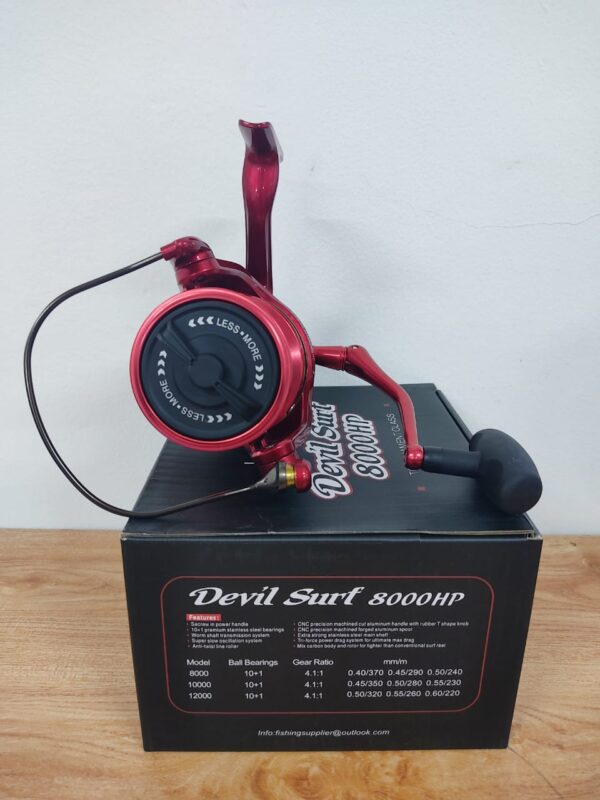 LESS • MORE
LESS • MORE
LESS
Devil Surf
8000HP
Devil Surf 8000HP
Features:
• Sacraw in power handle
• 10+1 pramium stainless steel bearings
• Worm shaft transmission system
• Super slow oscillation system
• Anti-twist line roller
• CNC precision machined cut aluminum handle with rubber T shape knob
• CNC precision machined forged aluminum spool
• Extra strong stainless steel main shaft
• Tri-force power drag system for ultimate max drag
• Mix carbon body and rotor for lighter than conventional surf reel
Model Ball Bearings Gear Ratio mm/m
8000 10+1 4.1:1 0.40/370 0.45/290 0.50/240
10000 10+1 4.1:1 0.45/350 0.50/280 0.55/230
12000 10+1 4.1:1 0.50/320 0.55/260 0.60/220
Info:fishingsupplier@outlook.com